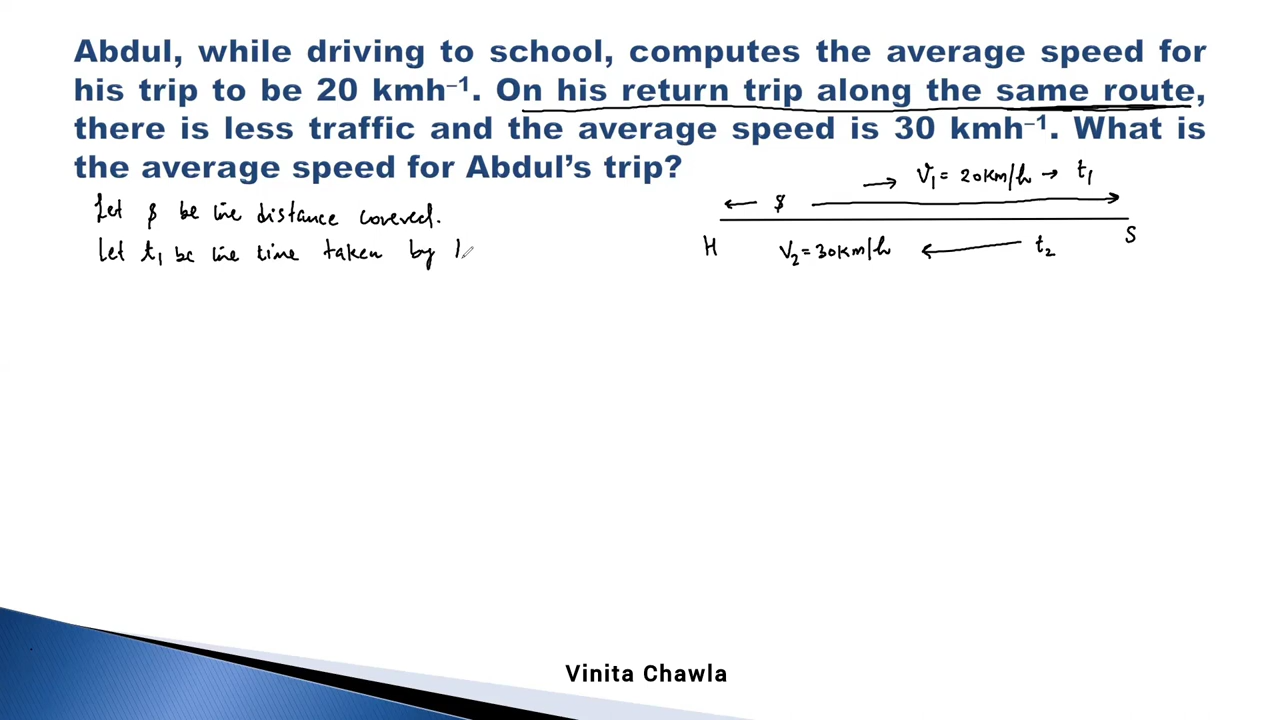 Abdul, while driving to school, computes the average speed for
his trip to be 20 kmh⁻¹. On his return trip along the same route,
there is less traffic and the average speed is 30 kmh⁻¹. What is
the average speed for Abdul's trip?
→ V₁ = 20km/h → t₁
Let s be the distance covered.
← s →
Let t₁ be the time taken by
H
V₂ = 30km/h ← t₂
S
Vinita Chawla